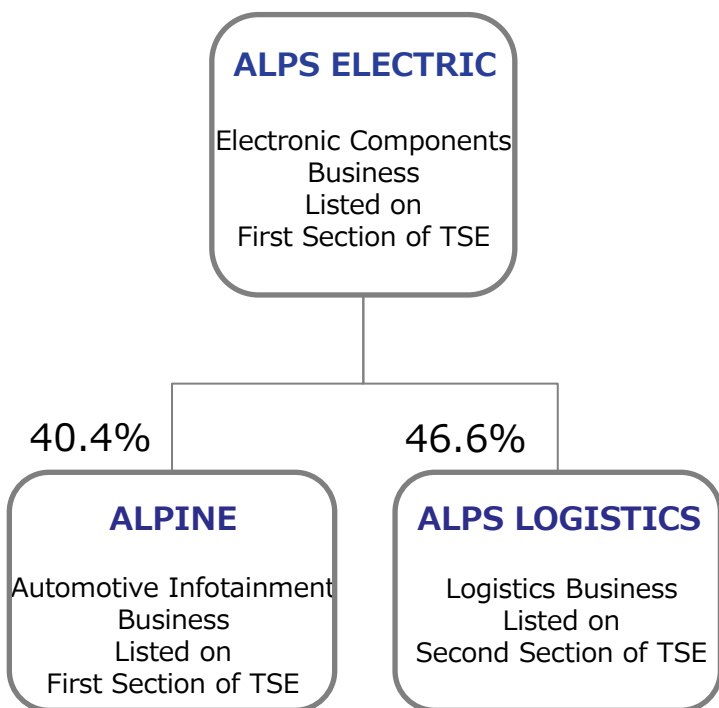 ALPS ELECTRIC
Electronic Components
Business
Listed on
First Section of TSE
40.4%
46.6%
ALPINE
Automotive Infotainment
Business
Listed on
First Section of TSE
ALPS LOGISTICS
Logistics Business
Listed on
Second Section of TSE